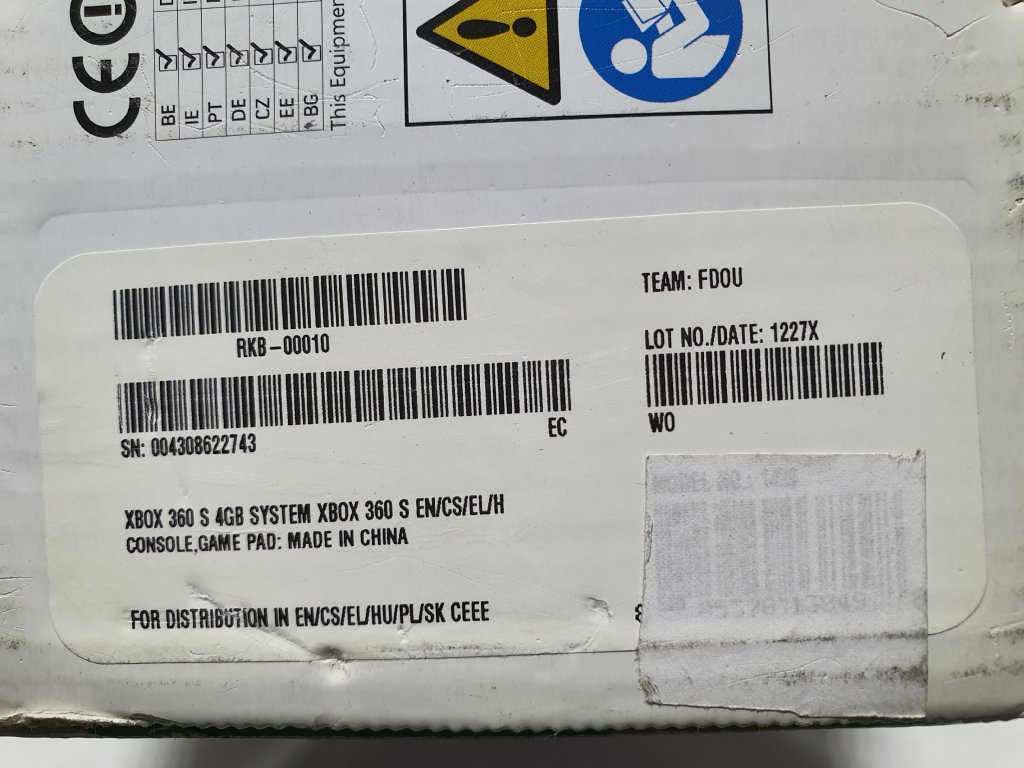 CE
BE
IE
PT
DE
CZ
EE
BG
This Equipmen
RKB-00010
SN: 004308622743
EC
XBOX 360 S 4GB SYSTEM XBOX 360 S EN/CS/EL/H
CONSOLE,GAME PAD: MADE IN CHINA
FOR DISTRIBUTION IN EN/CS/EL/HU/PL/SK CEEE
TEAM: FDOU
LOT NO./DATE: 1227X
WO